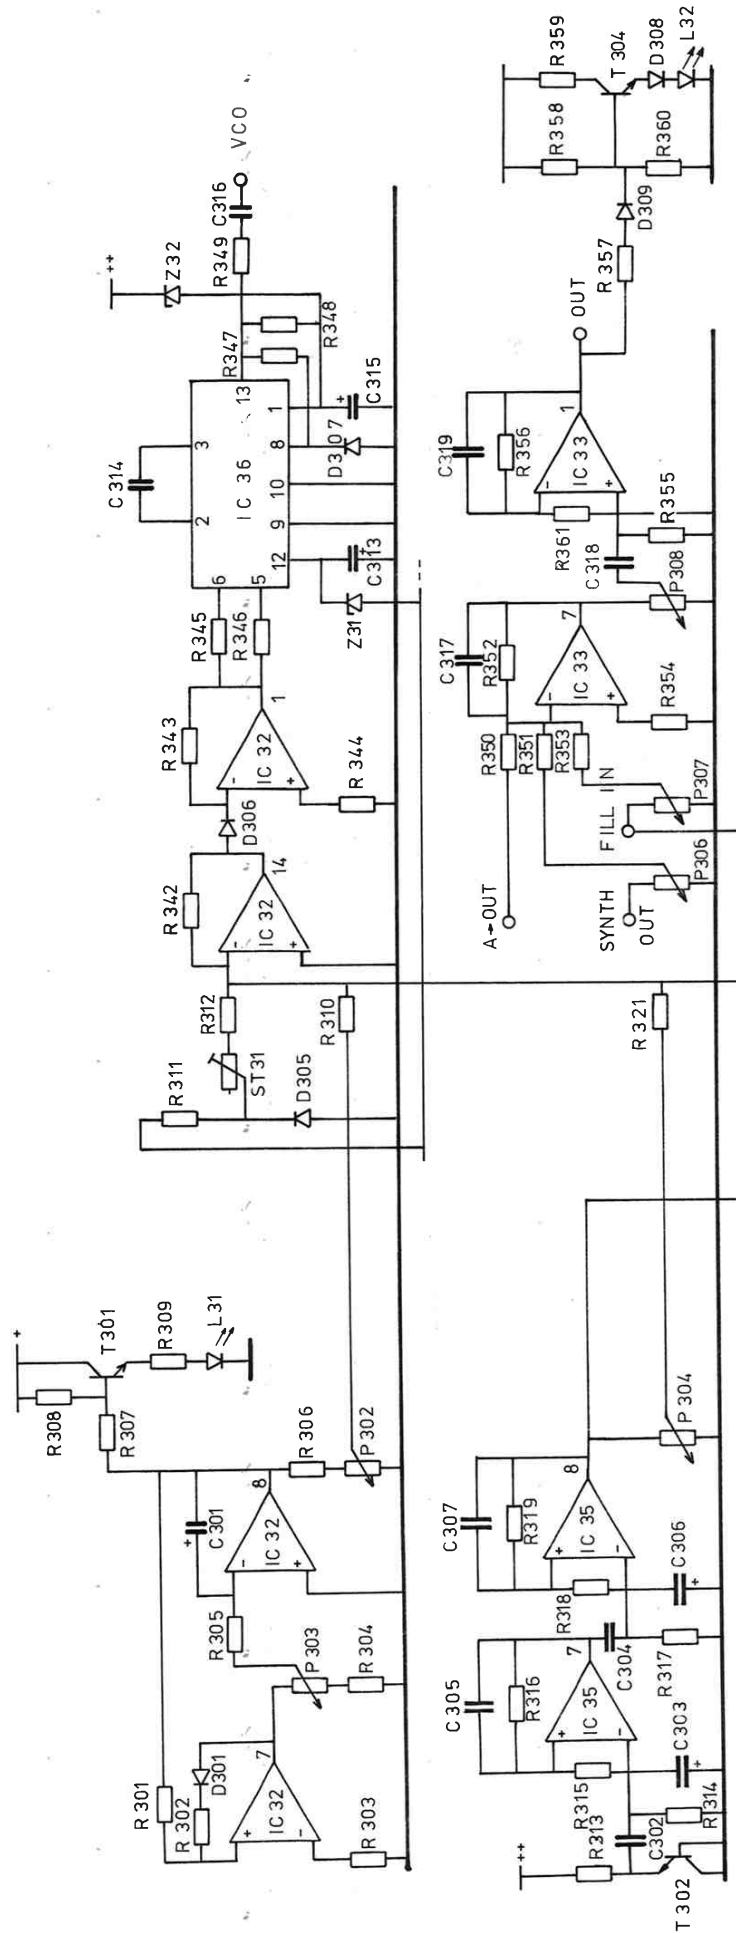 +
R308
R307
T301
R309
L31
R301
R302
D301
7
IC 32
+
-
R303
R305
P303
R304
+
C301
8
IC 32
-
+
R306
P302
R311
ST31
D305
R312
R310
R342
14
IC 32
-
+
D306
R343
1
IC 32
-
+
R344
R345
R346
C314
2
3
6
5
IC 36
13
12
9
10
8
1
Z31
C313
+
D307
C315
+
R347
R348
++
Z32
R349
C316
VCO
++
R313
T302
C302
R314
R315
C303
+
C305
R316
7
IC 35
+
-
C304
R317
R318
C306
+
C307
R319
8
IC 35
+
-
P304
R321
A→OUT
SYNTH
OUT
P306
FILL IN
P307
R350
R351
R353
C317
R352
7
IC 33
-
+
R354
P308
C318
R361
R355
C319
R356
1
IC 33
-
+
OUT
R357
D309
R358
R360
R359
T304
D308
L32